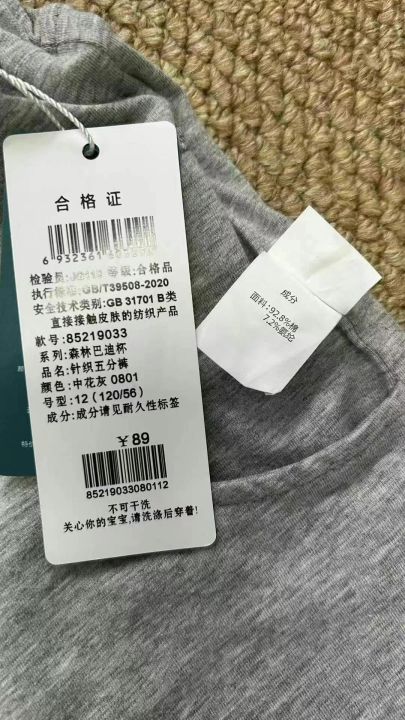 合格证
6 932361
检验员: 等级:合格品
执行标准:GB/T39508-2020
安全技术类别:GB 31701 B类
直接接触皮肤的纺织产品
款号:85219033
系列:森林巴迪杯
品名:针织五分裤
颜色:中花灰 0801
号型:12(120/56)
成分:成分请见耐久性标签
¥89
85219033080112
不可干洗
关心你的宝宝,请洗涤后穿着!
成分
面料:92.8%棉
7.2%氨纶